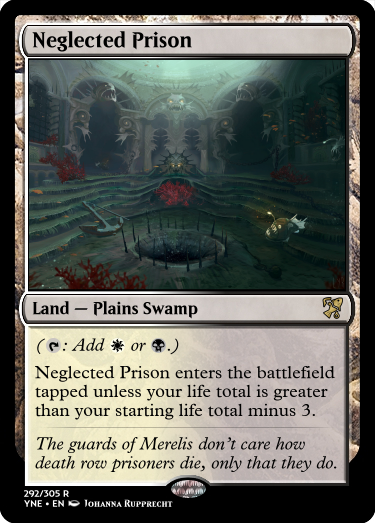 Neglected Prison
Land — Plains Swamp
( : Add or .)
Neglected Prison enters the battlefield
tapped unless your life total is greater
than your starting life total minus 3.
The guards of Merelis don't care how
death row prisoners die, only that they do.
292/305 R
YNE • EN Johanna Rupprecht